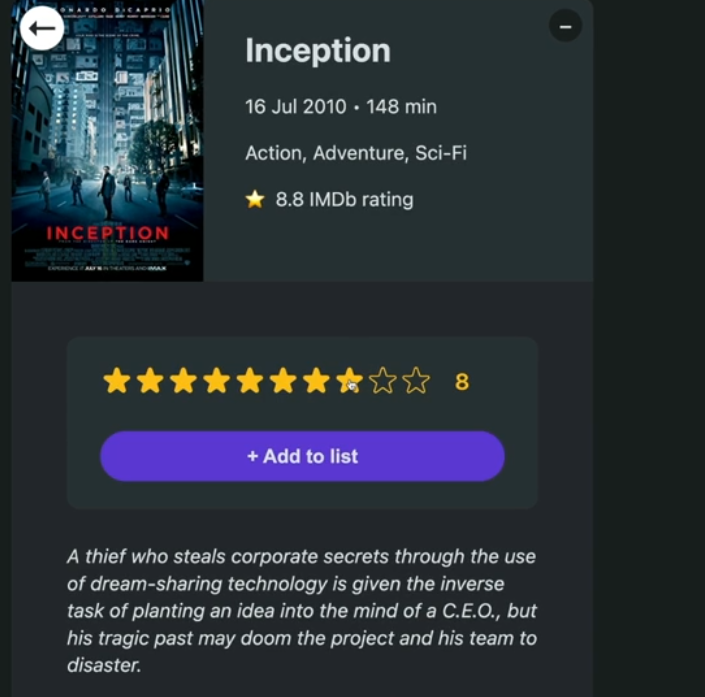 LEONARDO DiCAPRIO
Inception
16 Jul 2010 • 148 min
Action, Adventure, Sci-Fi
8.8 IMDb rating
INCEPTION
8
+ Add to list
A thief who steals corporate secrets through the use
of dream-sharing technology is given the inverse
task of planting an idea into the mind of a C.E.O., but
his tragic past may doom the project and his team to
disaster.